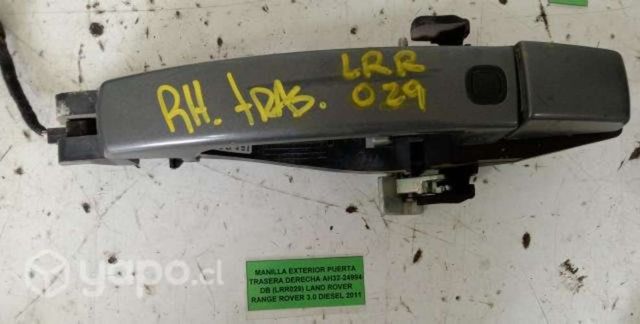 RH. tRAS.
LRR
029
yapo.cl
MANILLA EXTERIOR PUERTA
TRASERA DERECHA AH32-24994-
DB (LRR029) LAND ROVER
RANGE ROVER 3.0 DIESEL 2011